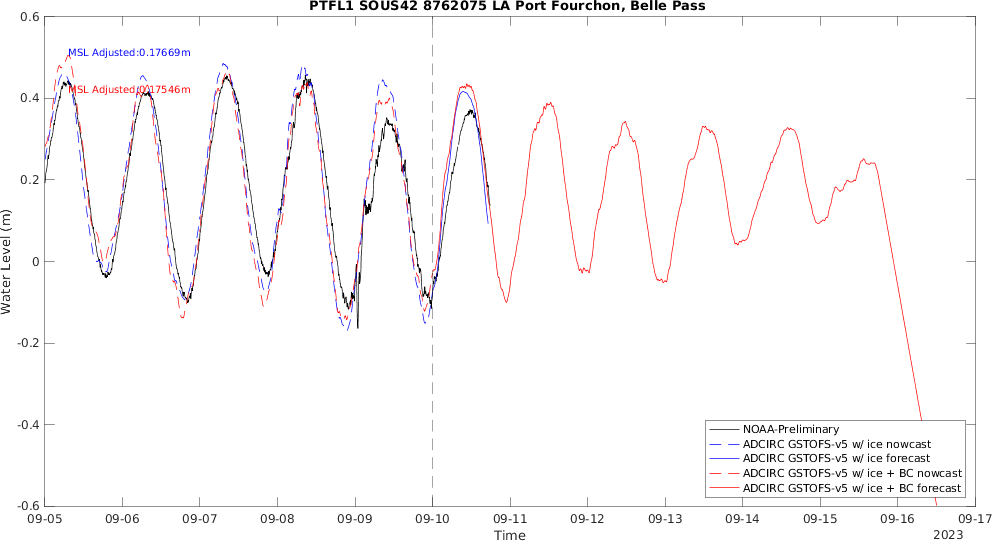 PTFL1 SOUS42 8762075 LA Port Fourchon, Belle Pass
0.6
0.4
0.2
0
-0.2
-0.4
-0.6
Water Level (m)
MSL Adjusted:0.17669m
MSL Adjusted:0.17546m
NOAA-Preliminary
ADCIRC GSTOFS-v5 w/ ice nowcast
ADCIRC GSTOFS-v5 w/ ice forecast
ADCIRC GSTOFS-v5 w/ ice + BC nowcast
ADCIRC GSTOFS-v5 w/ ice + BC forecast
09-05 09-06 09-07 09-08 09-09 09-10 09-11 09-12 09-13 09-14 09-15 09-16 09-17
Time
2023